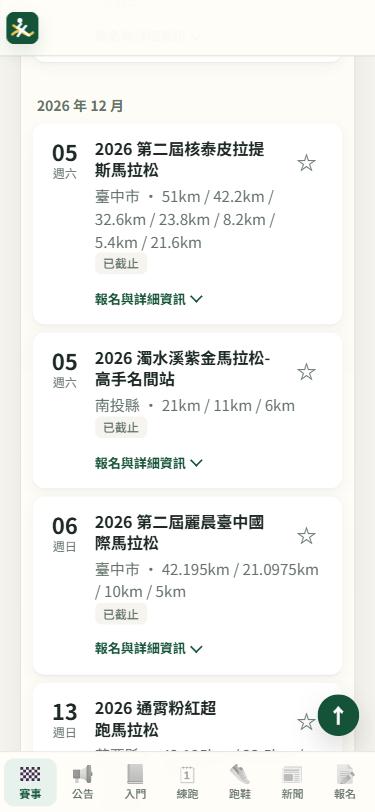 2026 年 12 月
05
週六
2026 第二屆核泰皮拉提
斯馬拉松
臺中市 · 51km / 42.2km /
32.6km / 23.8km / 8.2km /
5.4km / 21.6km
已截止
報名與詳細資訊
05
週六
2026 濁水溪紫金馬拉松-
高手名間站
南投縣 · 21km / 11km / 6km
已截止
報名與詳細資訊
06
週日
2026 第二屆麗晨臺中國
際馬拉松
臺中市 · 42.195km / 21.0975km
/ 10km / 5km
已截止
報名與詳細資訊
13
週日
2026 通霄粉紅超
跑馬拉松
賽事
公告
入門
1
練跑
跑鞋
新聞
報名